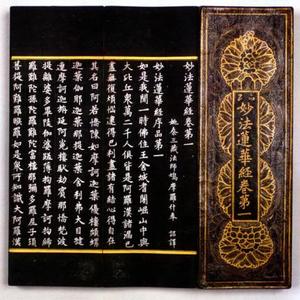 妙法蓮華經卷第一
妙法蓮華經卷第一
姚秦三藏法師鳩摩羅什奉 詔譯
妙法蓮華經序品第一
如是我聞一時佛住王舍城耆闍崛山中與
大比丘衆萬二千人俱皆是阿羅漢諸漏已
盡無復煩惱逮得己利盡諸有結心得自在
其名曰阿若憍陳如摩訶迦葉優樓頻螺
迦葉伽耶迦葉那提迦葉舍利弗大目揵
連摩訶迦旃延阿㝹樓馱劫賓那憍梵波
提離婆多畢陵伽婆蹉薄拘羅摩訶拘絺
羅難陀孫陀羅難陀富樓那彌多羅尼子須
菩提阿難羅睺羅如是衆所知識大阿羅漢